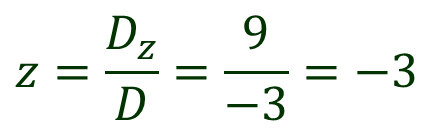 z = D_z/D = 9/−3 = −3